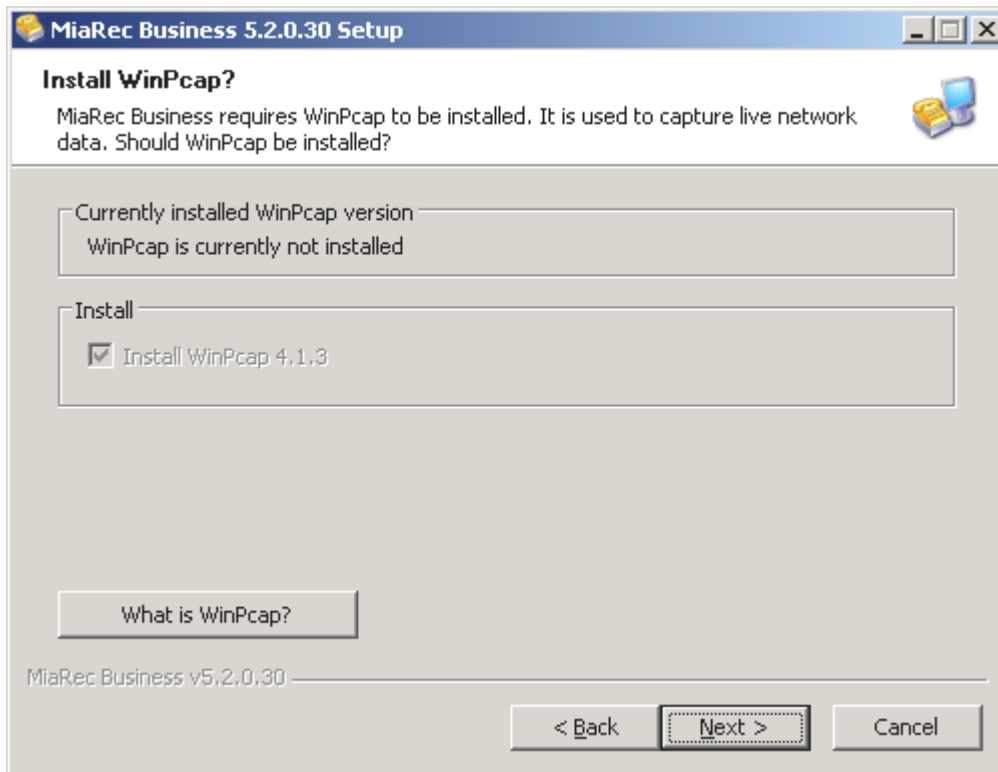 MiaRec Business 5.2.0.30 Setup
Install WinPcap?
MiaRec Business requires WinPcap to be installed. It is used to capture live network
data. Should WinPcap be installed?
Currently installed WinPcap version
WinPcap is currently not installed
Install
Install WinPcap 4.1.3
What is WinPcap?
MiaRec Business v5.2.0.30
< Back
Next >
Cancel